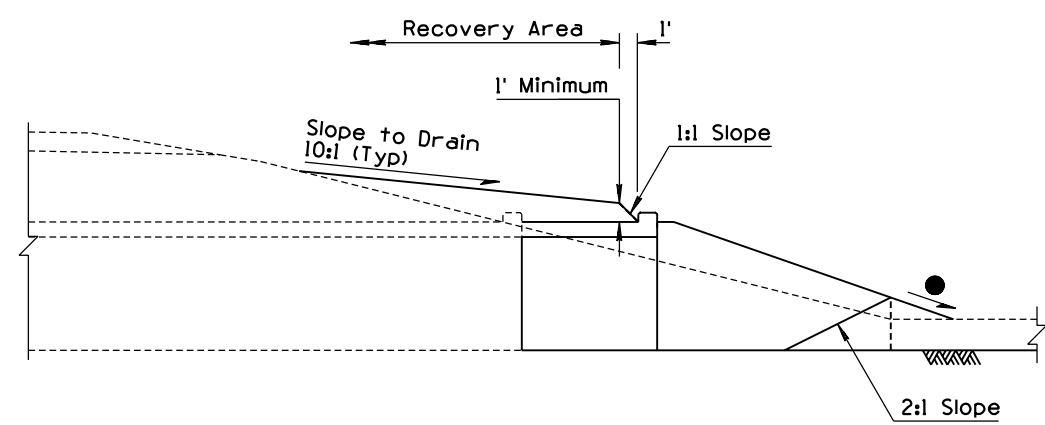 Recovery Area
1'
1' Minimum
Slope to Drain
10:1 (Typ)
1:1 Slope
2:1 Slope